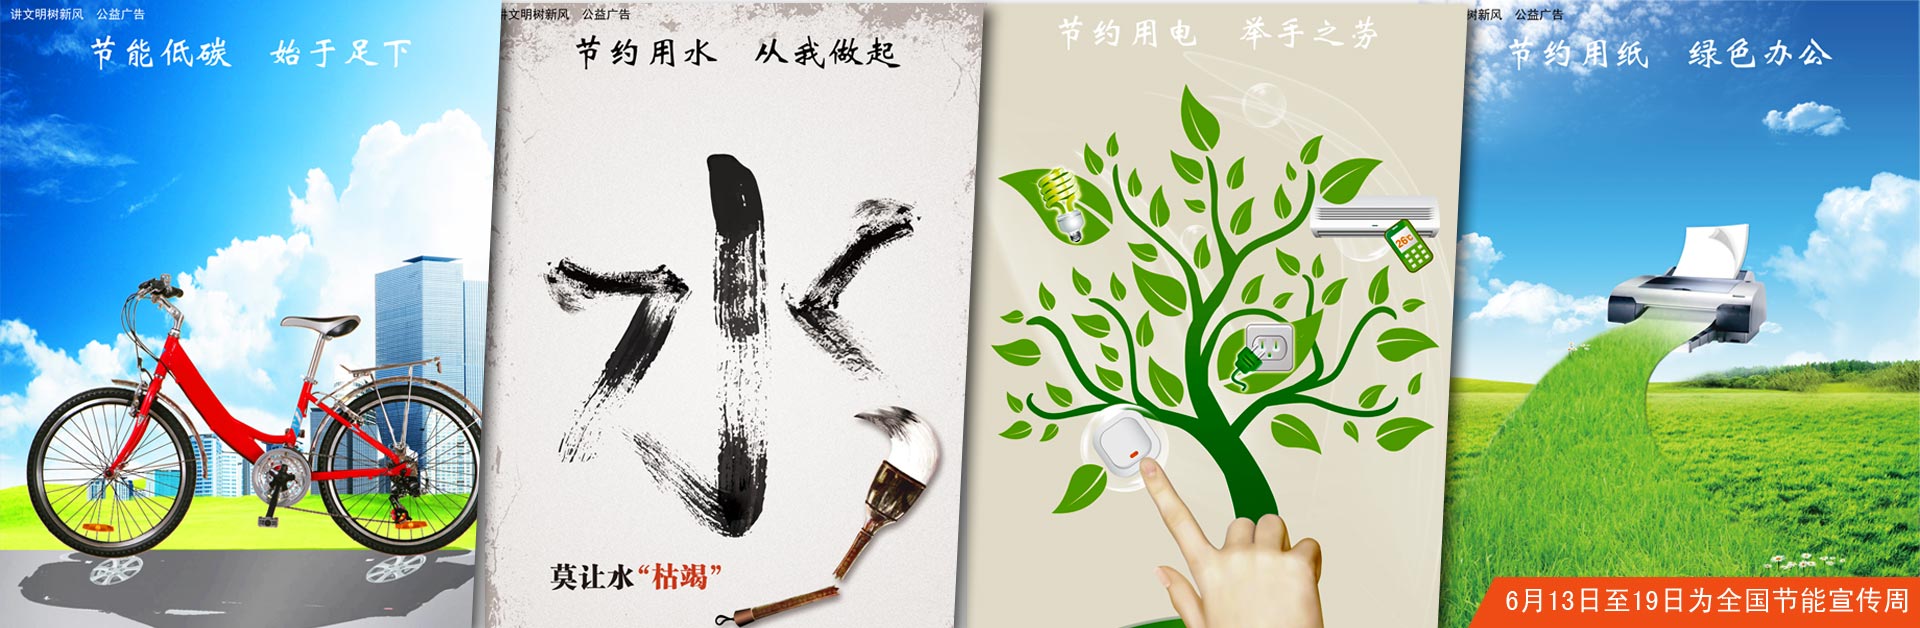 讲文明树新风 公益广告
节能低碳 始于足下
讲文明树新风 公益广告
节约用水 从我做起
莫让水“枯竭”
节约用电 举手之劳
26℃
树新风 公益广告
节约用纸 绿色办公
6月13日至19日为全国节能宣传周